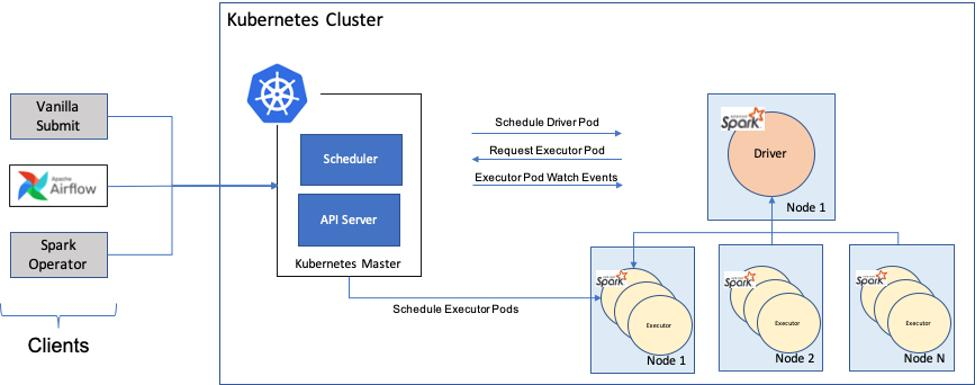 Kubernetes Cluster
Vanilla
Submit
Apache
Airflow
Spark
Operator
Clients
Scheduler
API Server
Kubernetes Master
Schedule Driver Pod
Request Executor Pod
Executor Pod Watch Events
Schedule Executor Pods
Spark
Driver
Node 1
Spark
Executor
Node 1
Spark
Executor
Node 2
Spark
Executor
Node N